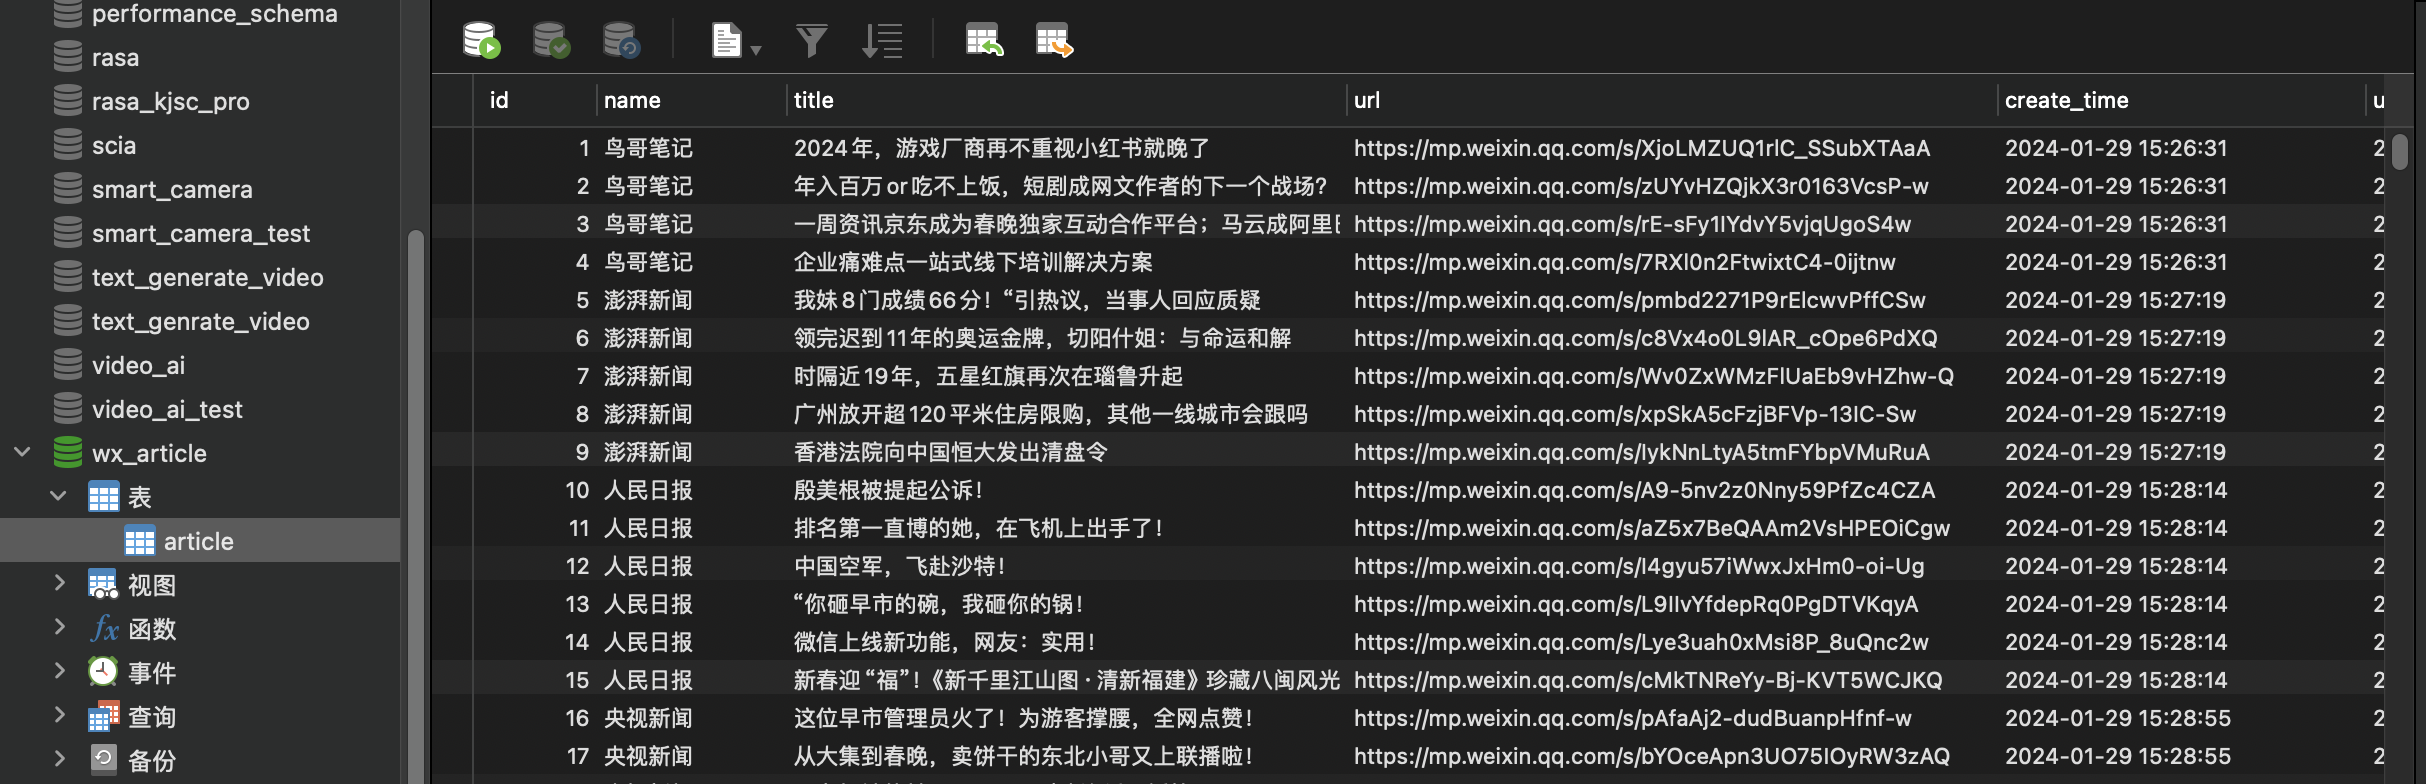 performance_schema
rasa
rasa_kjsc_pro
scia
smart_camera
smart_camera_test
text_generate_video
text_genrate_video
video_ai
video_ai_test
wx_article
表
article
视图
函数
事件
查询
备份
id name title url create_time u
1 鸟哥笔记 2024年，游戏厂商再不重视小红书就晚了 https://mp.weixin.qq.com/s/XjoLMZUQ1rlC_SSubXTAaA 2024-01-29 15:26:31 2
2 鸟哥笔记 年入百万or吃不上饭，短剧成网文作者的下一个战场？ https://mp.weixin.qq.com/s/zUYvHZQjkX3r0163VcsP-w 2024-01-29 15:26:31 2
3 鸟哥笔记 一周资讯京东成为春晚独家互动合作平台；马云成阿里 https://mp.weixin.qq.com/s/rE-sFy1lYdvY5vjqUgoS4w 2024-01-29 15:26:31 2
4 鸟哥笔记 企业痛难点一站式线下培训解决方案 https://mp.weixin.qq.com/s/7RXl0n2FtwixtC4-0ijtnw 2024-01-29 15:26:31 2
5 澎湃新闻 我妹8门成绩66分！“引热议，当事人回应质疑 https://mp.weixin.qq.com/s/pmbd2271P9rElcwvPffCSw 2024-01-29 15:27:19 2
6 澎湃新闻 领完迟到11年的奥运金牌，切阳什姐：与命运和解 https://mp.weixin.qq.com/s/c8Vx4o0L9lAR_cOpe6PdXQ 2024-01-29 15:27:19 2
7 澎湃新闻 时隔近19年，五星红旗再次在瑙鲁升起 https://mp.weixin.qq.com/s/Wv0ZxWMzFlUaEb9vHZhw-Q 2024-01-29 15:27:19 2
8 澎湃新闻 广州放开超120平米住房限购，其他一线城市会跟吗 https://mp.weixin.qq.com/s/xpSkA5cFzjBFVp-13IC-Sw 2024-01-29 15:27:19 2
9 澎湃新闻 香港法院向中国恒大发出清盘令 https://mp.weixin.qq.com/s/lykNnLtyA5tmFYbpVMuRuA 2024-01-29 15:27:19 2
10 人民日报 殷美根被提起公诉！ https://mp.weixin.qq.com/s/A9-5nv2z0Nny59PfZc4CZA 2024-01-29 15:28:14 2
11 人民日报 排名第一直博的她，在飞机上出手了！ https://mp.weixin.qq.com/s/aZ5x7BeQAAm2VsHPEOiCgw 2024-01-29 15:28:14 2
12 人民日报 中国空军，飞赴沙特！ https://mp.weixin.qq.com/s/I4gyu57iWwxJxHm0-oi-Ug 2024-01-29 15:28:14 2
13 人民日报 “你砸早市的碗，我砸你的锅！ https://mp.weixin.qq.com/s/L9IIvYfdepRq0PgDTVKqyA 2024-01-29 15:28:14 2
14 人民日报 微信上线新功能，网友：实用！ https://mp.weixin.qq.com/s/Lye3uah0xMsi8P_8uQnc2w 2024-01-29 15:28:14 2
15 人民日报 新春迎“福”！《新千里江山图·清新福建》珍藏八闽风光 https://mp.weixin.qq.com/s/cMkTNReYy-Bj-KVT5WCJKQ 2024-01-29 15:28:14 2
16 央视新闻 这位早市管理员火了！为游客撑腰，全网点赞！ https://mp.weixin.qq.com/s/pAfaAj2-dudBuanpHfnf-w 2024-01-29 15:28:55 2
17 央视新闻 从大集到春晚，卖饼干的东北小哥又上联播啦！ https://mp.weixin.qq.com/s/bYOceApn3UO75IOyRW3zAQ 2024-01-29 15:28:55 2